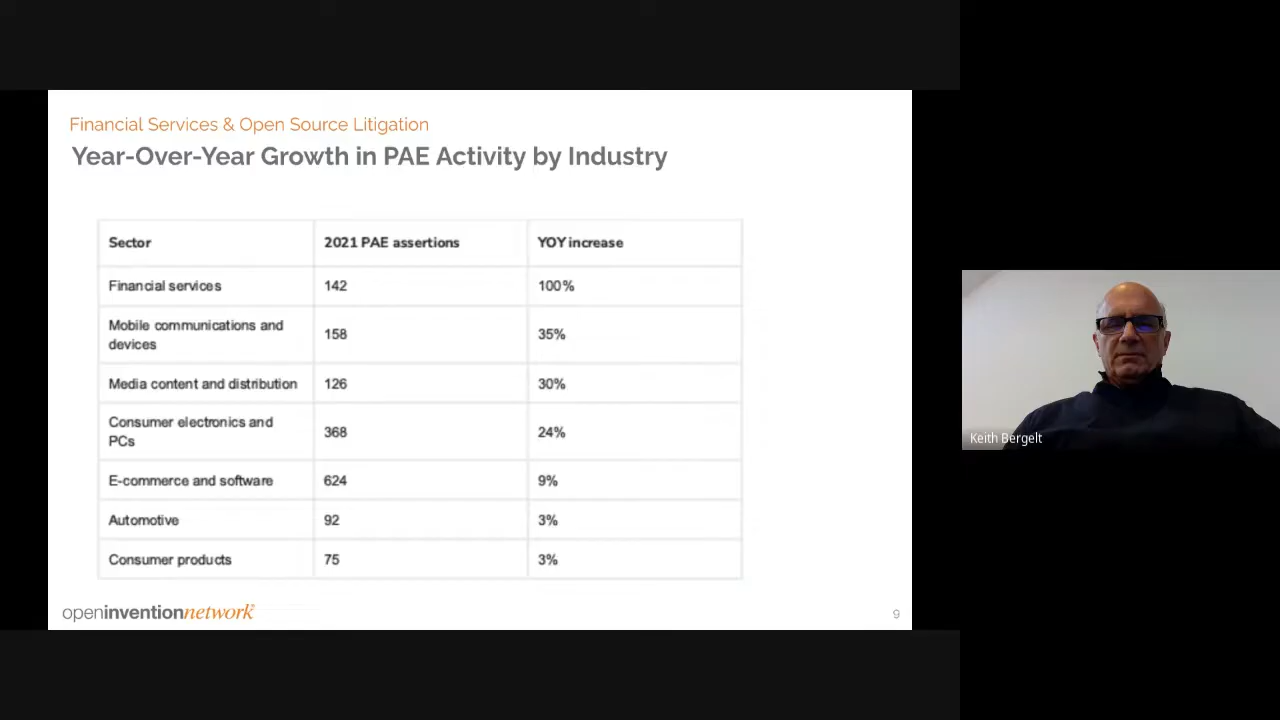 Financial Services & Open Source Litigation
Year-Over-Year Growth in PAE Activity by Industry
Sector 2021 PAE assertions YOY increase
Financial services 142 100%
Mobile communications and
devices 158 35%
Media content and distribution 126 30%
Consumer electronics and
PCs 368 24%
E-commerce and software 624 9%
Automotive 92 3%
Consumer products 75 3%
openinventionnetwork
9
Keith Bergelt